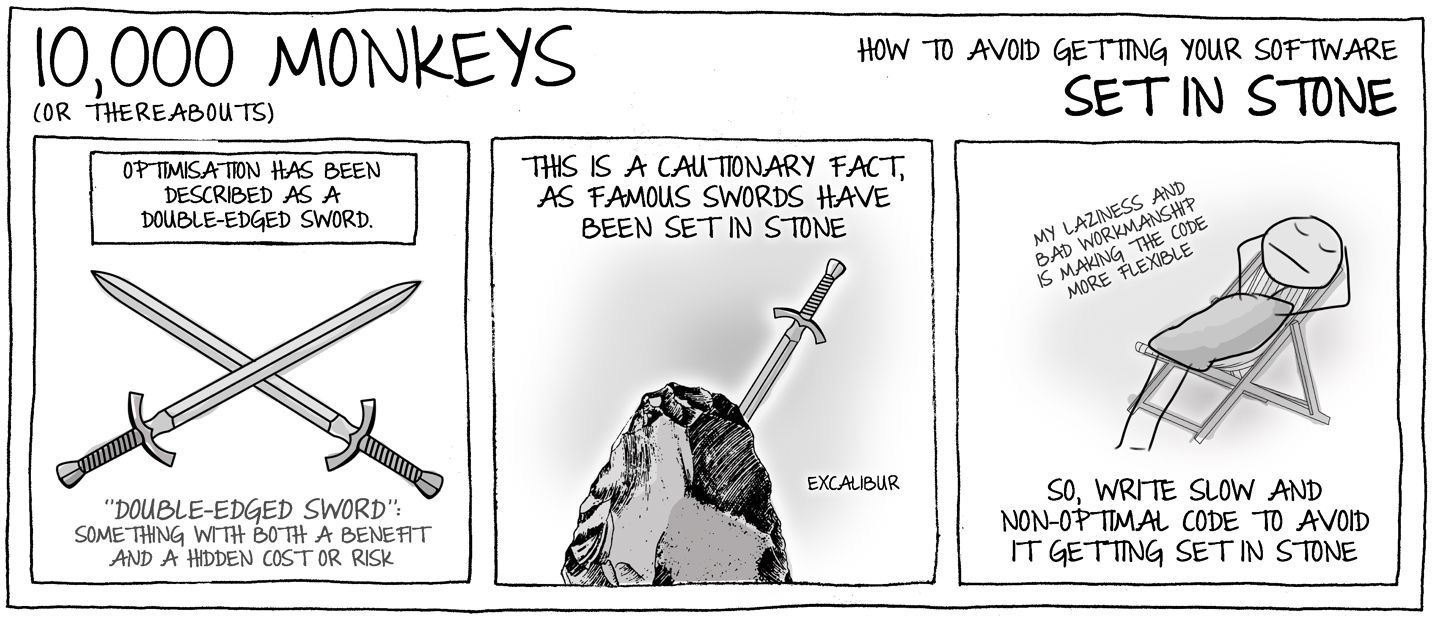 10,000 MONKEYS
(OR THEREABOUTS)
HOW TO AVOID GETTING YOUR SOFTWARE
SET IN STONE
OPTIMISATION HAS BEEN
DESCRIBED AS A
DOUBLE-EDGED SWORD.
"DOUBLE-EDGED SWORD":
SOMETHING WITH BOTH A BENEFIT
AND A HIDDEN COST OR RISK
THIS IS A CAUTIONARY FACT,
AS FAMOUS SWORDS HAVE
BEEN SET IN STONE
EXCALIBUR
MY LAZINESS AND
BAD WORKMANSHIP
IS MAKING THE CODE
MORE FLEXIBLE
SO, WRITE SLOW AND
NON-OPTIMAL CODE TO AVOID
IT GETTING SET IN STONE